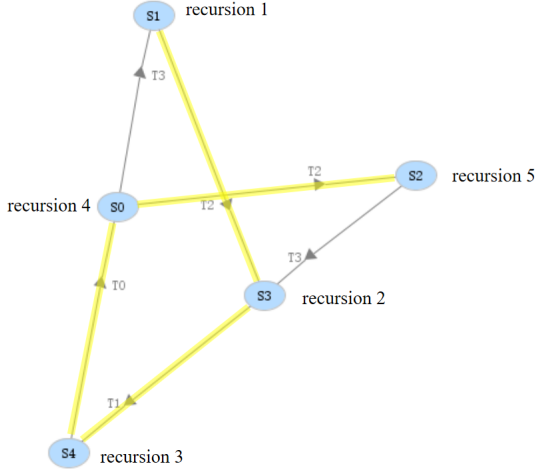 S1 recursion 1
T3
T2
S2 recursion 5
recursion 4 S0
T2
T3
T0
S3 recursion 2
T1
S4 recursion 3